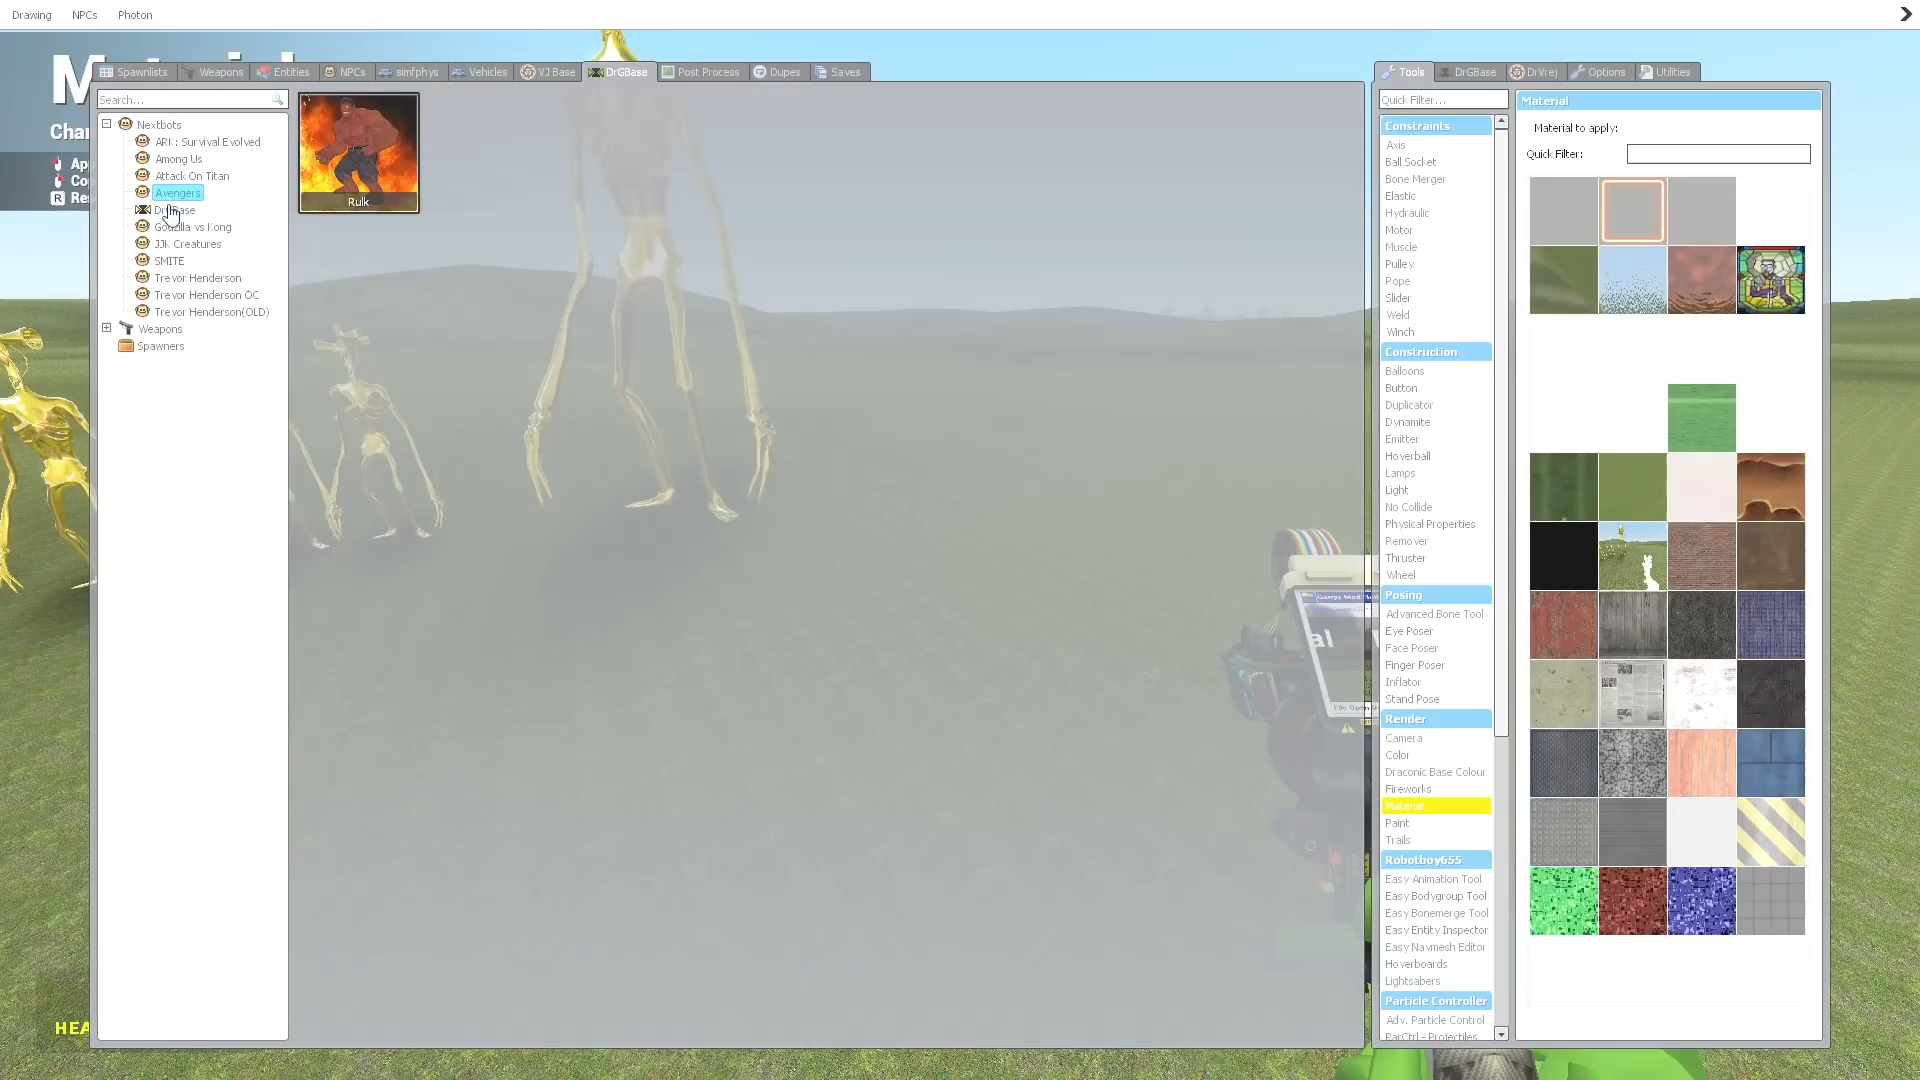 Drawing NPCs Photon
Spawnlists Weapons Entities NPCs simfphys Vehicles VJ Base DrGBase Post Process Dupes Saves
Search...
Nextbots
ARK: Survival Evolved
Among Us
Attack On Titan
Avengers
DrGBase
Godzilla vs Kong
JJK Creatures
SMITE
Trevor Henderson
Trevor Henderson OC
Trevor Henderson(OLD)
Weapons
Spawners
Rulk
HEA
Tools DrGBase DrVrej Options Utilities
Quick Filter...
Constraints
Axis
Ball Socket
Bone Merger
Elastic
Hydraulic
Motor
Muscle
Pulley
Rope
Slider
Weld
Winch
Construction
Balloons
Button
Duplicator
Dynamite
Emitter
Hoverball
Lamps
Light
No Collide
Physical Properties
Remover
Thruster
Wheel
Posing
Advanced Bone Tool
Eye Poser
Face Poser
Finger Poser
Inflator
Stand Pose
Render
Camera
Color
Draconic Base Colour
Fireworks
Material
Paint
Trails
Robotboy655
Easy Animation Tool
Easy Bodygroup Tool
Easy Bonemerge Tool
Easy Entity Inspector
Easy Navmesh Editor
Hoverboards
Lightsabers
Particle Controller
Adv. Particle Control
ParCtrl - Projectiles
Material
Material to apply:
Quick Filter: